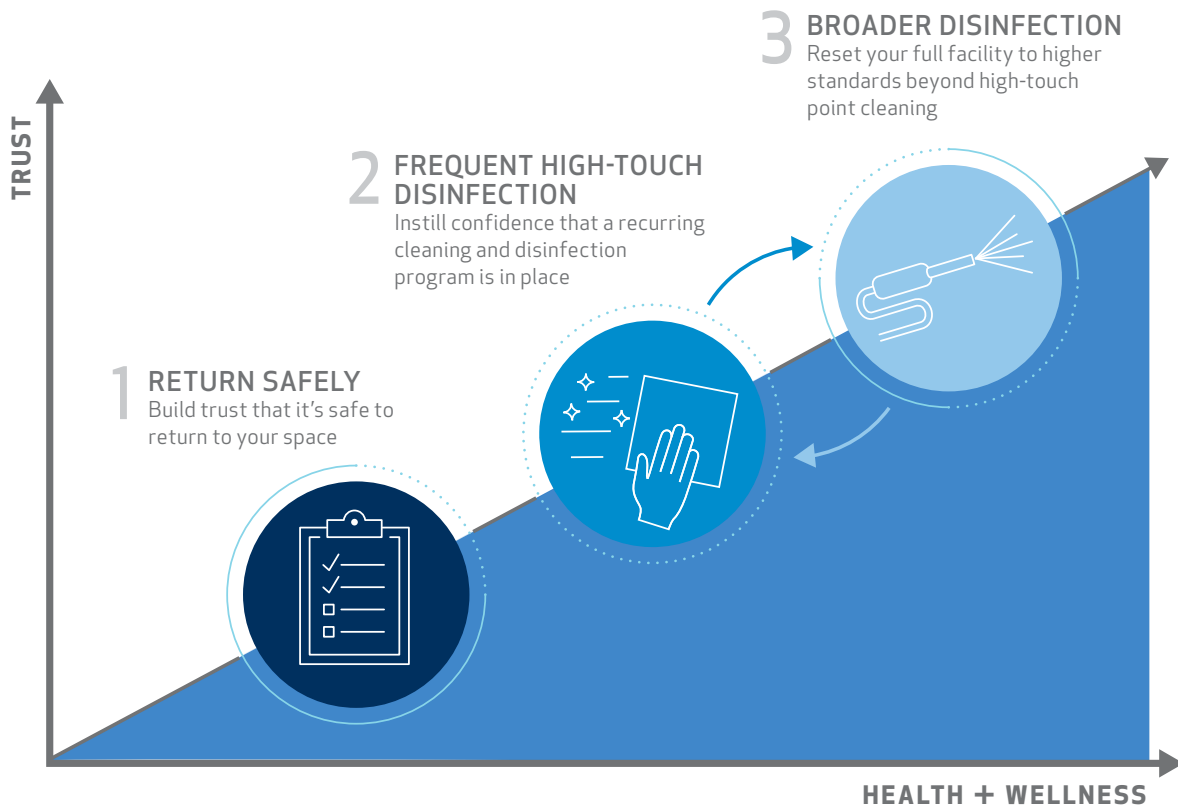 TRUST
1
RETURN SAFELY
Build trust that it's safe to
return to your space
2
FREQUENT HIGH-TOUCH
DISINFECTION
Instill confidence that a recurring
cleaning and disinfection
program is in place
3
BROADER DISINFECTION
Reset your full facility to higher
standards beyond high-touch
point cleaning
HEALTH + WELLNESS